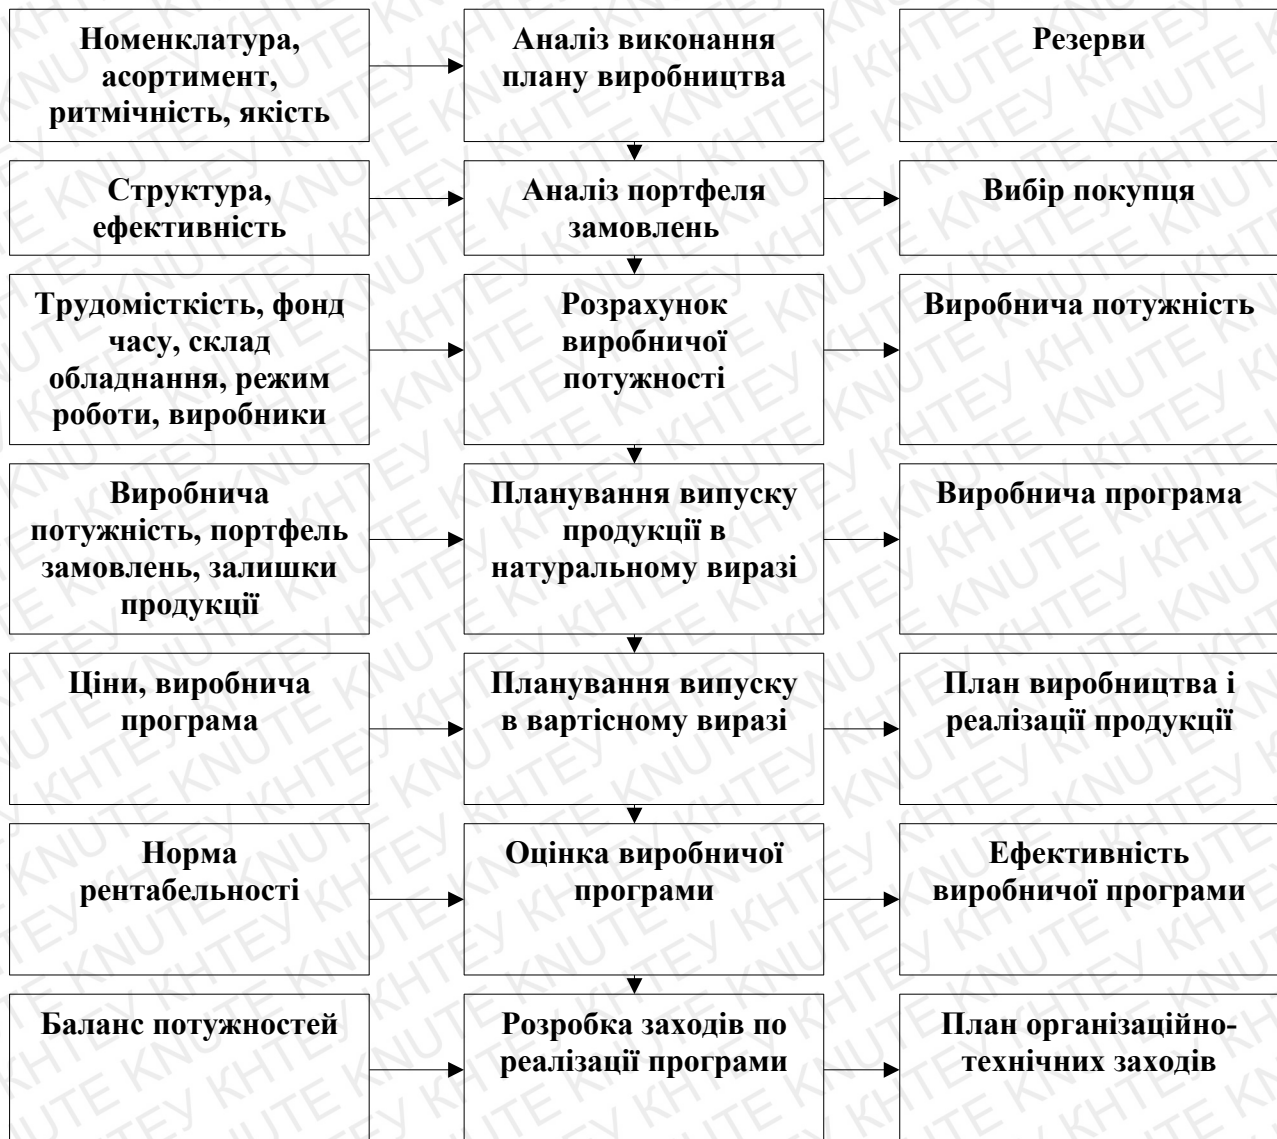 Номенклатура,
асортимент,
ритмічність, якість
Аналіз виконання
плану виробництва
Резерви
Структура,
ефективність
Аналіз портфеля
замовлень
Вибір покупця
Трудомісткість, фонд
часу, склад
обладнання, режим
роботи, виробники
Розрахунок
виробничої
потужності
Виробнича потужність
Виробнича
потужність, портфель
замовлень, залишки
продукції
Планування випуску
продукції в
натуральному виразі
Виробнича програма
Ціни, виробнича
програма
Планування випуску
в вартісному виразі
План виробництва і
реалізації продукції
Норма
рентабельності
Оцінка виробничої
програми
Ефективність
виробничої програми
Баланс потужностей
Розробка заходів по
реалізації програми
План організаційно-
технічних заходів